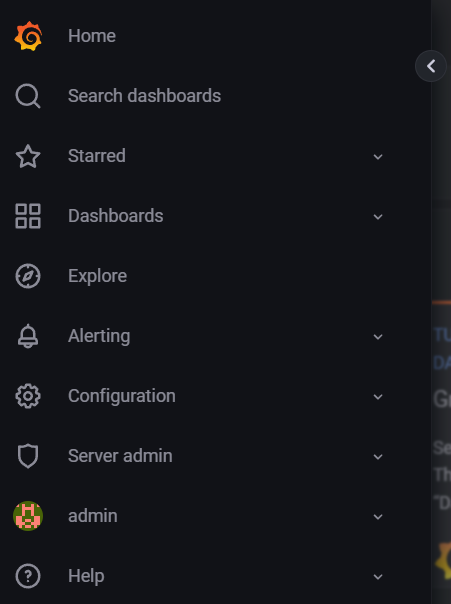 Home
Search dashboards
Starred
Dashboards
Explore
Alerting
Configuration
Server admin
admin
Help
TU
DA
Se
Th
"D